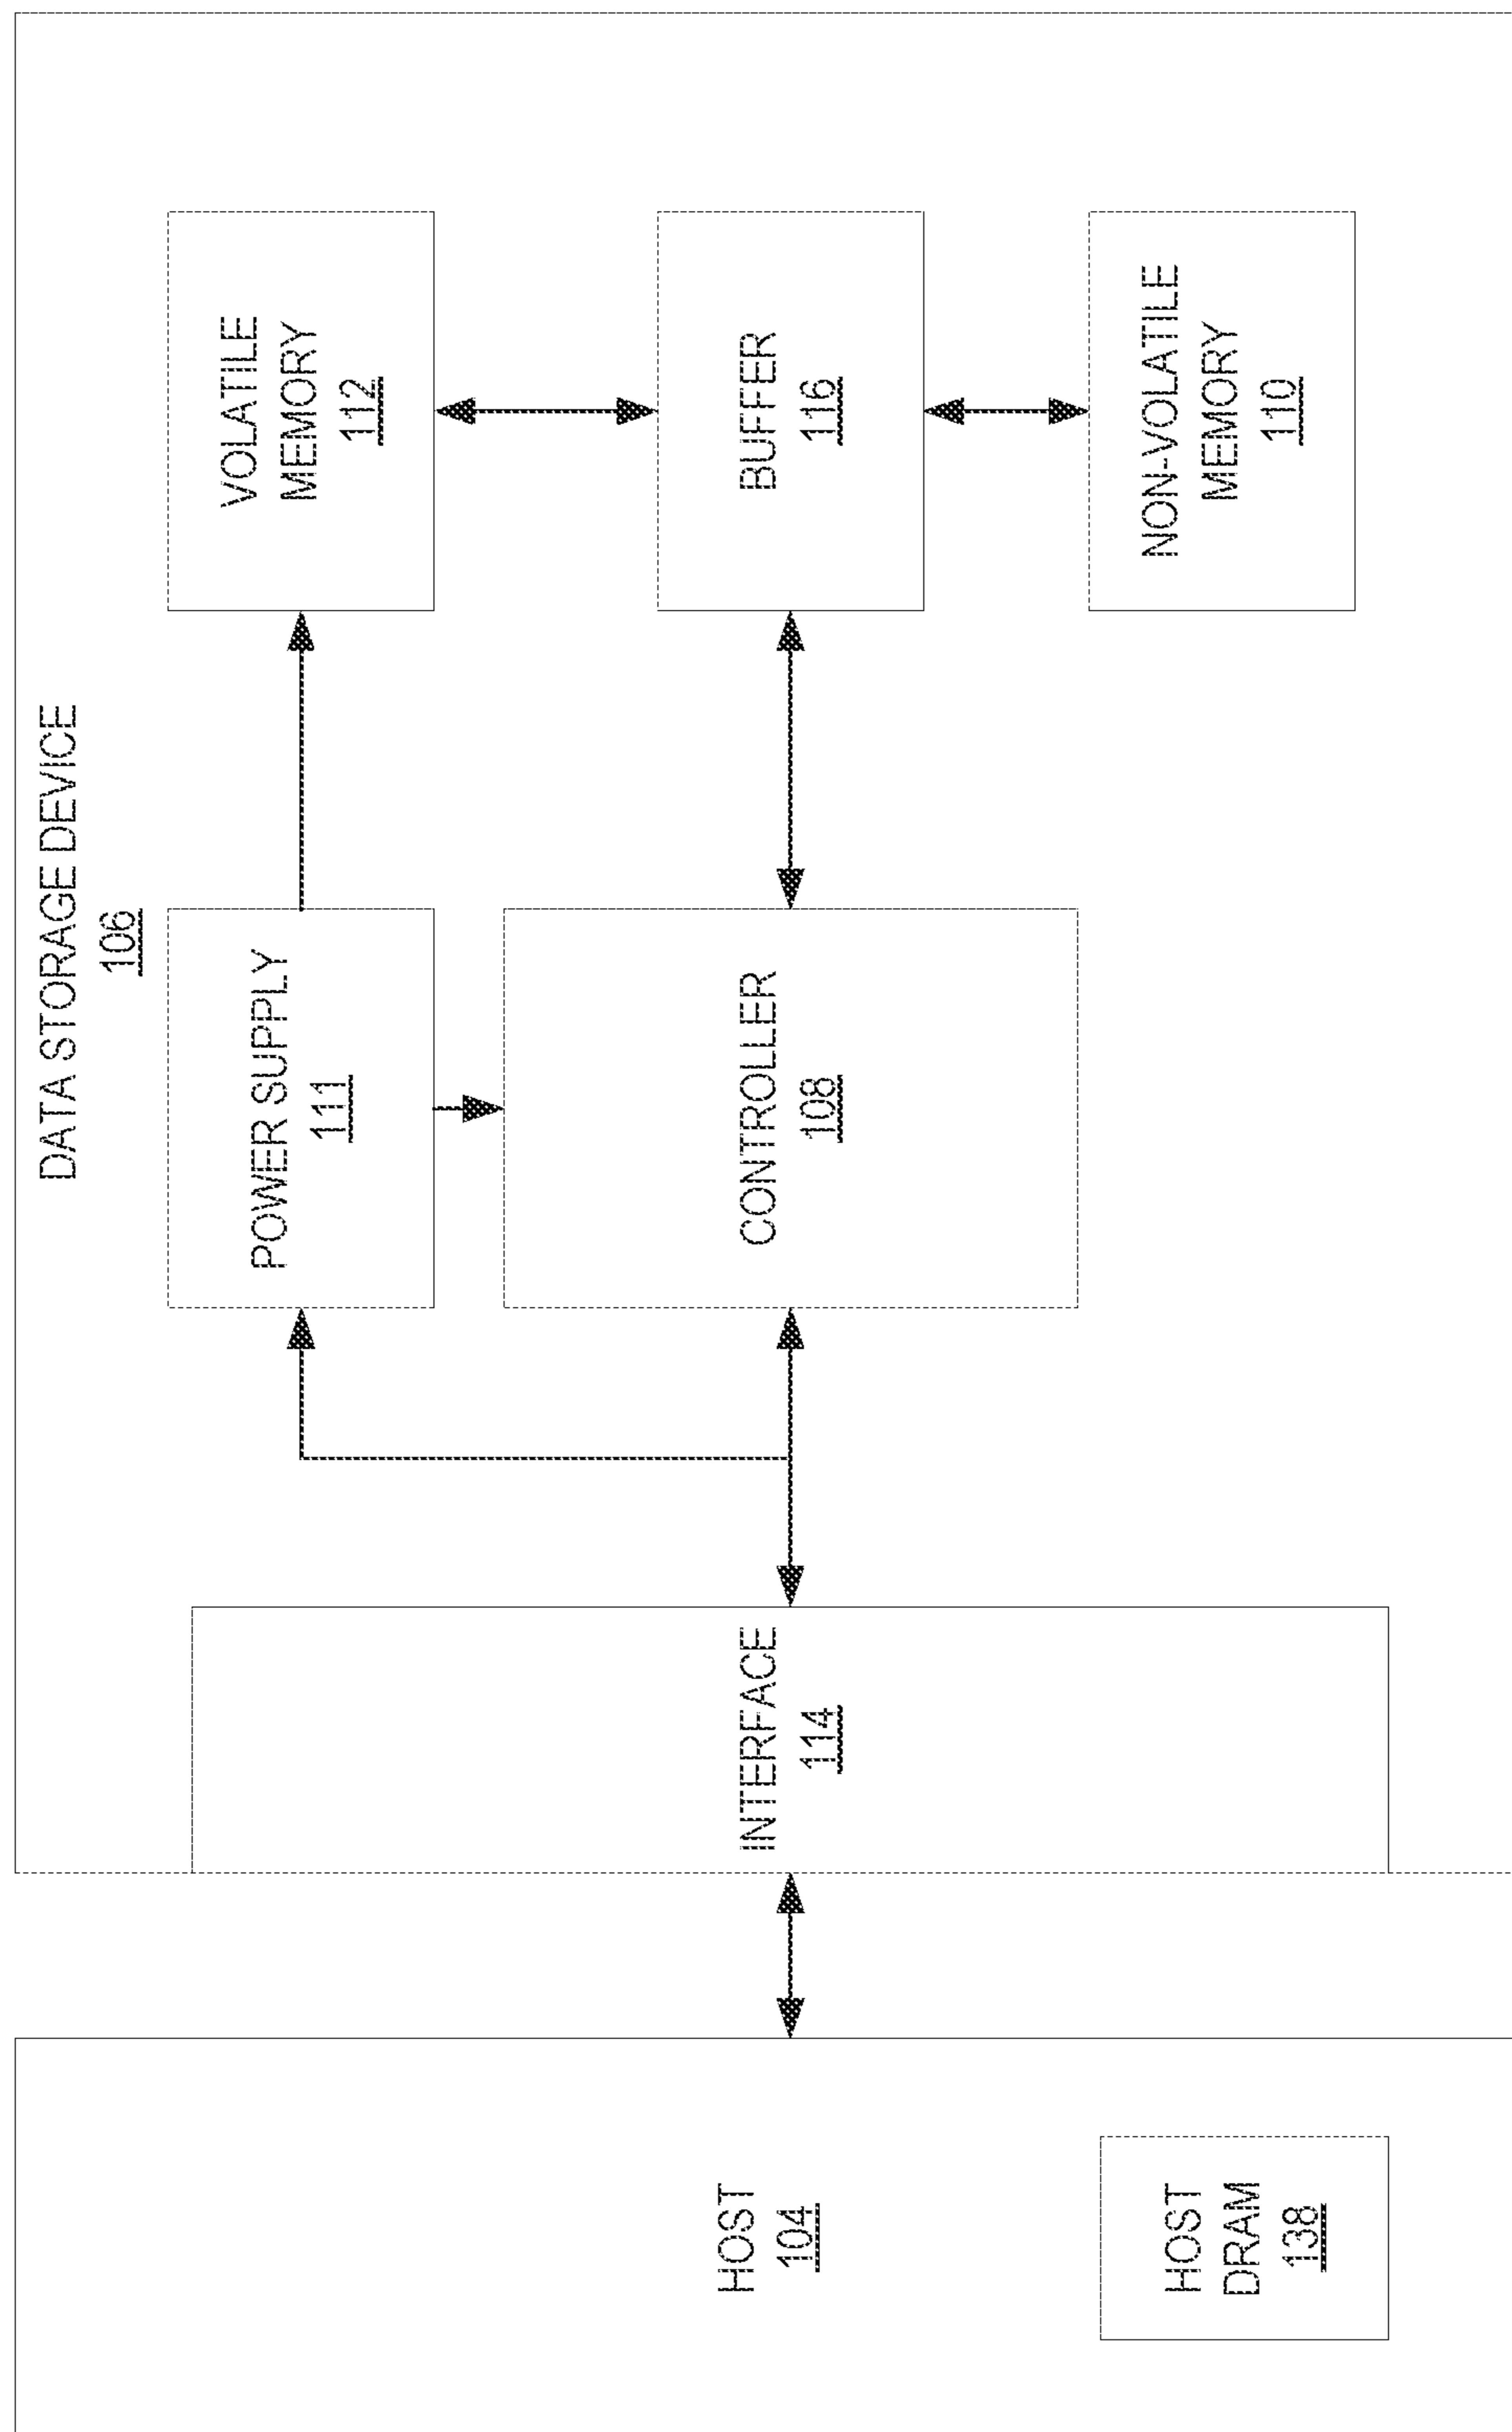 DATA STORAGE DEVICE
106
HOST
104
HOST
DRAM
138
INTERFACE
114
POWER SUPPLY
111
CONTROLLER
108
VOLATILE
MEMORY
112
BUFFER
116
NON-VOLATILE
MEMORY
110